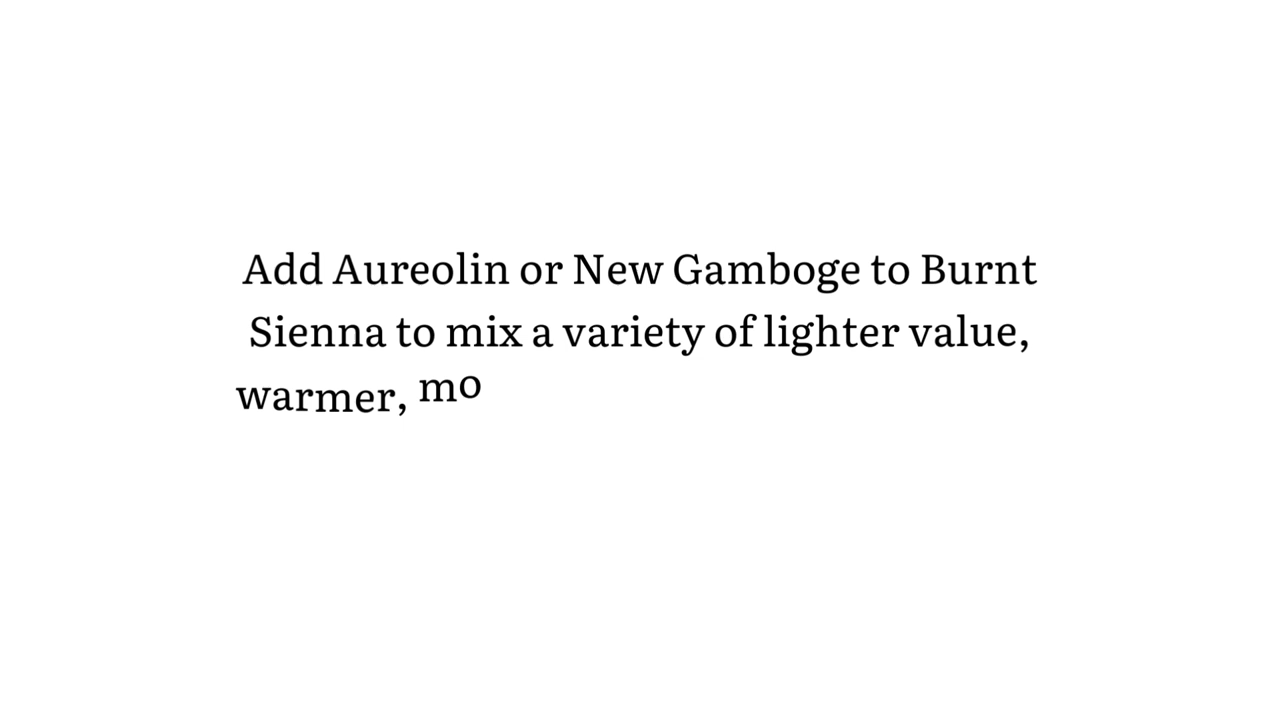 Add Aureolin or New Gamboge to Burnt
Sienna to mix a variety of lighter value,
warmer, mo